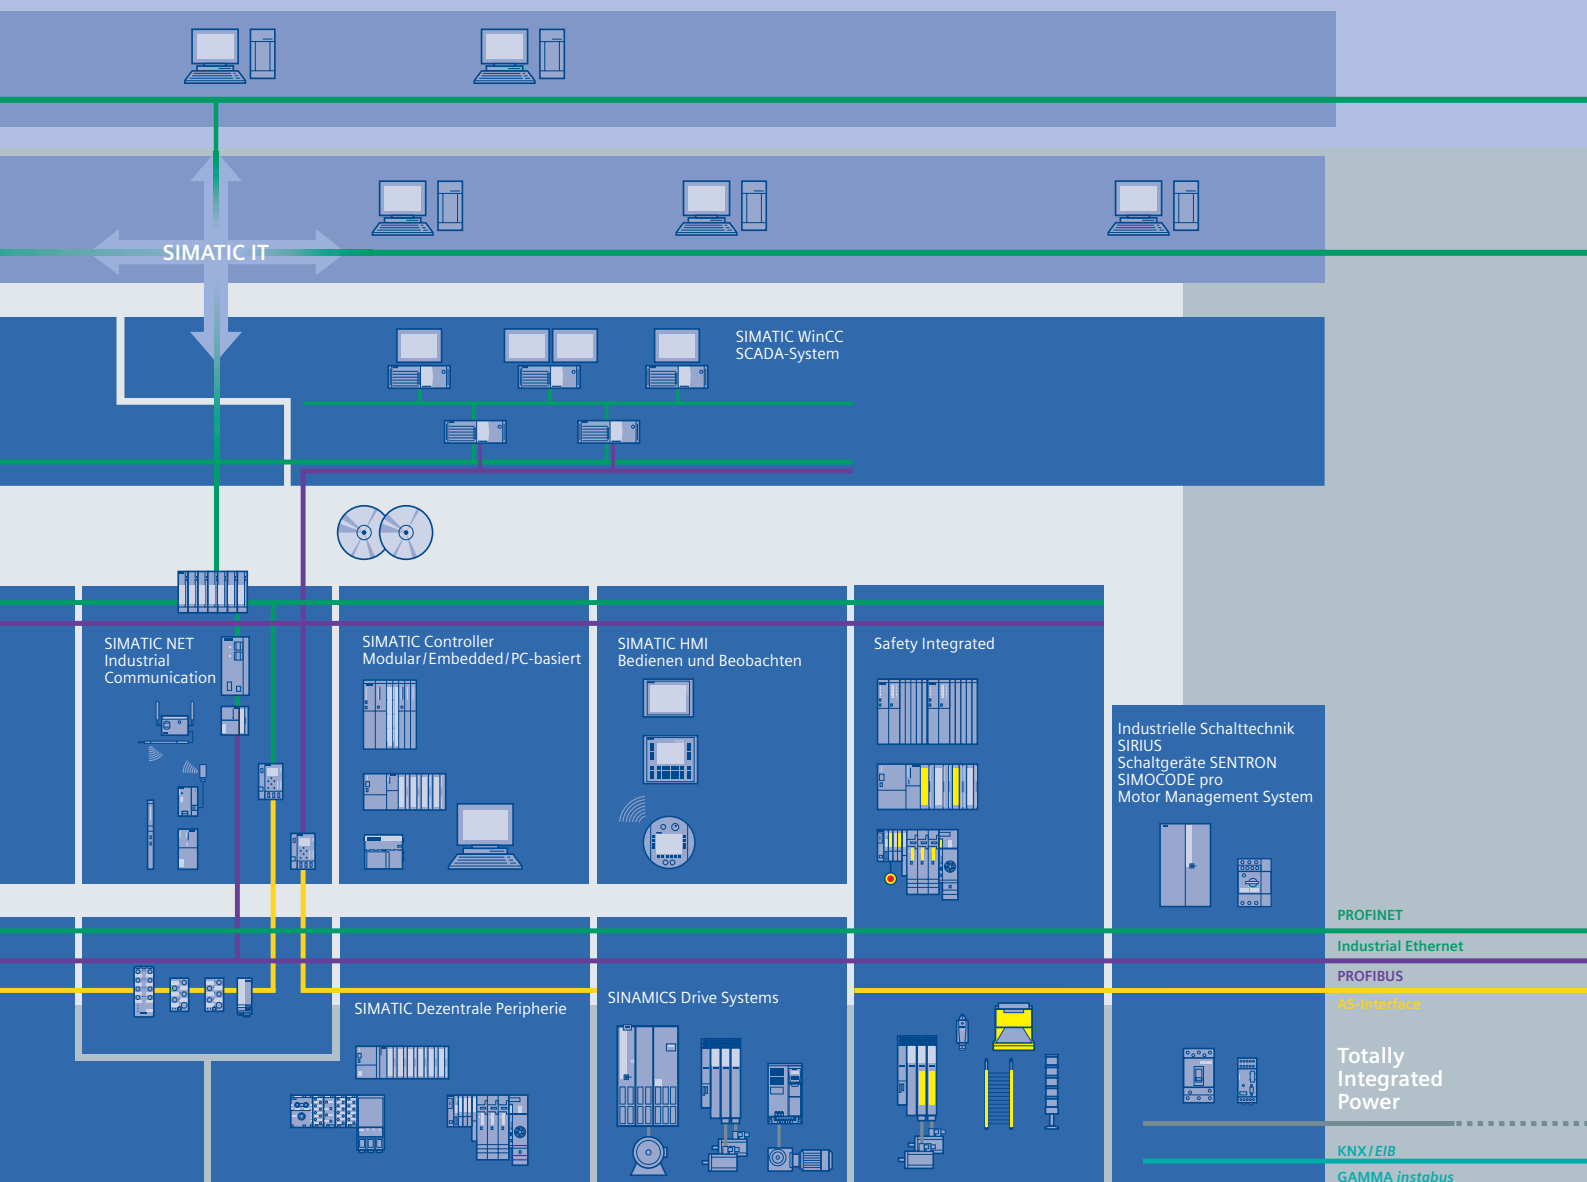 SIMATIC IT
SIMATIC WinCC
SCADA-System
SIMATIC NET
Industrial
Communication
SIMATIC Controller
Modular/Embedded/PC-basiert
SIMATIC HMI
Bedienen und Beobachten
Safety Integrated
Industrielle Schalttechnik
SIRIUS
Schaltgeräte SENTRON
SIMOCODE pro
Motor Management System
PROFINET
Industrial Ethernet
PROFIBUS
AS-Interface
SIMATIC Dezentrale Peripherie
SINAMICS Drive Systems
Totally
Integrated
Power
KNX/EIB
GAMMA instabus